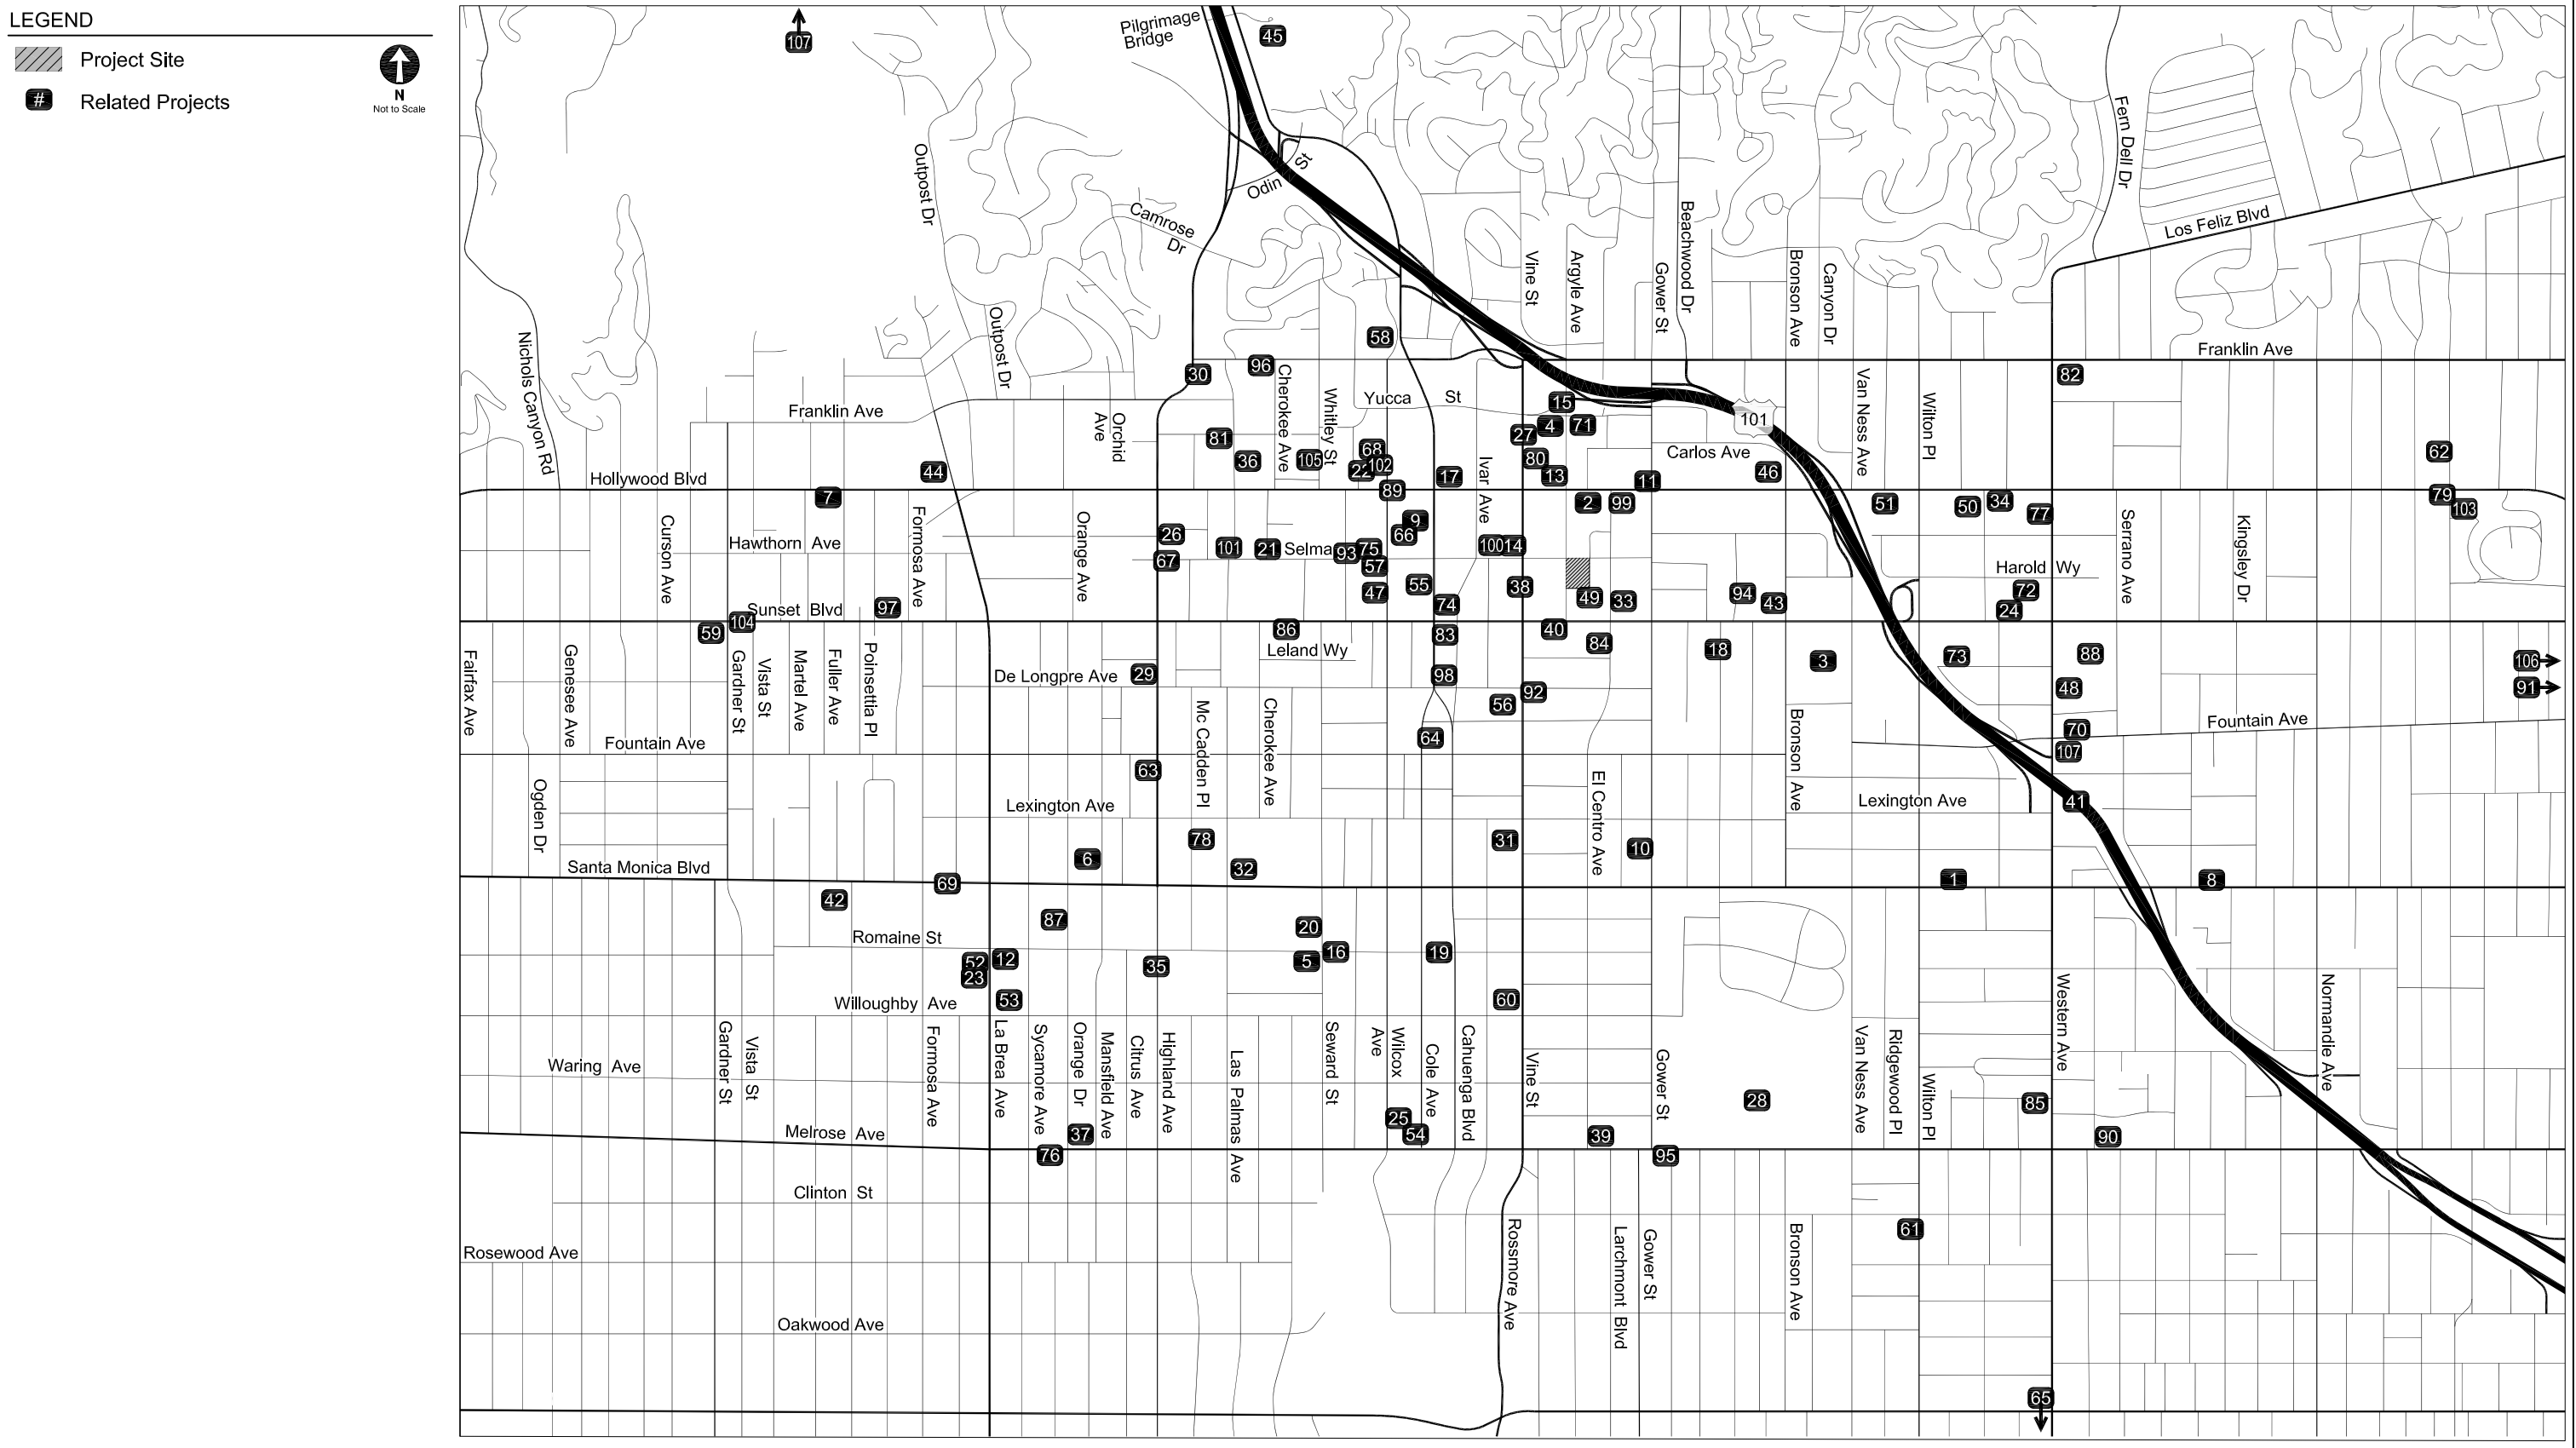 LEGEND
Project Site
# Related Projects
N
Not to Scale
107
Pilgrimage
Bridge
45
Odin St
Outpost Dr
Camrose
Dr
Fern Dell Dr
Los Feliz Blvd
Beachwood Dr
Vine St
Argyle Ave
Gower St
Bronson Ave
Canyon Dr
Nichols Canyon Rd
Outpost Dr
58
Franklin Ave
30
96
82
Cherokee Ave
Whitley St
Yucca St
15
101
Van Ness Ave
Wilton Pl
Franklin Ave
Orchid
Ave
81
36
105
68
22
102
27
4
71
80
13
Carlos Ave
46
62
44
Hollywood Blvd
17
Ivar Ave
11
7
89
2
99
51
50
34
77
79
103
Curson Ave
Hawthorn Ave
Formosa Ave
Orange Ave
26
67
101
21
Selma
93
75
57
9
66
100
14
Serrano Ave
Kingsley Dr
Harold Wy
47
55
74
38
49
33
94
43
72
24
Sunset Blvd
97
59
104
86
Leland Wy
83
40
84
18
3
73
88
106
48
91
Fairfax Ave
Genesee Ave
Gardner St
Vista St
Martel Ave
Fuller Ave
Poinsettia Pl
De Longpre Ave
29
98
92
56
Mc Cadden Pl
Cherokee Ave
64
Bronson Ave
70
107
Fountain Ave
Fountain Ave
63
Ogden Dr
Lexington Ave
El Centro Ave
Lexington Ave
41
78
31
10
6
32
Santa Monica Blvd
69
1
8
42
87
20
Romaine St
52
23
12
35
5
16
19
Willoughby Ave
53
60
Western Ave
Normandie Ave
Waring Ave
Gardner St
Vista St
Formosa Ave
La Brea Ave
Sycamore Ave
Orange Dr
Mansfield Ave
Citrus Ave
Highland Ave
Las Palmas Ave
Seward St
Wilcox
Ave
Cole Ave
Cahuenga Blvd
Vine St
Gower St
Van Ness Ave
Ridgewood Pl
Wilton Pl
28
85
25
54
Melrose Ave
37
39
90
76
95
Clinton St
Rossmore Ave
Larchmont Blvd
Gower St
Bronson Ave
61
Rosewood Ave
Oakwood Ave
65